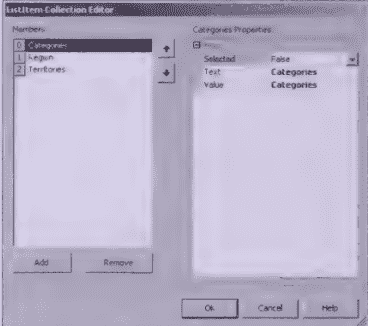 ListItem Collection Editor
Members:
Categories Properties:
0 Categories
1 Region
2 Territories
Selected False
Text Categories
Value Categories
Add
Remove
Ok
Cancel
Help